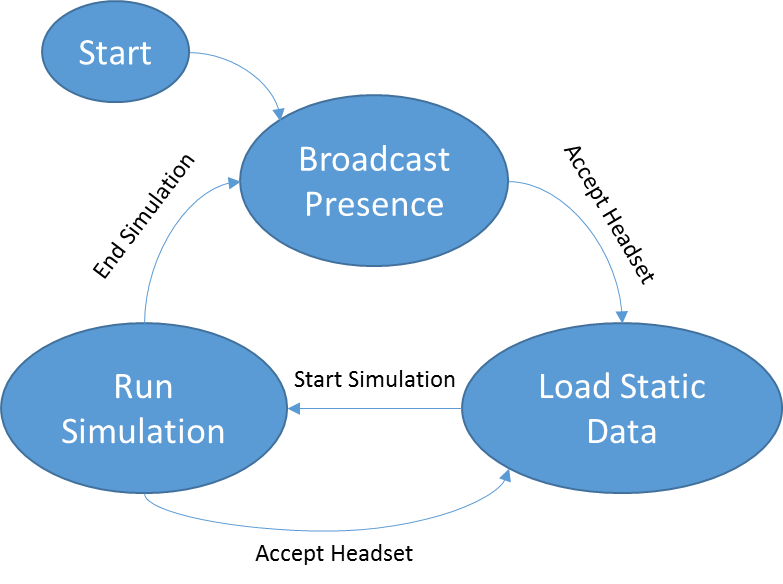 Start
Broadcast
Presence
Accept Headset
End Simulation
Start Simulation
Run
Simulation
Load Static
Data
Accept Headset